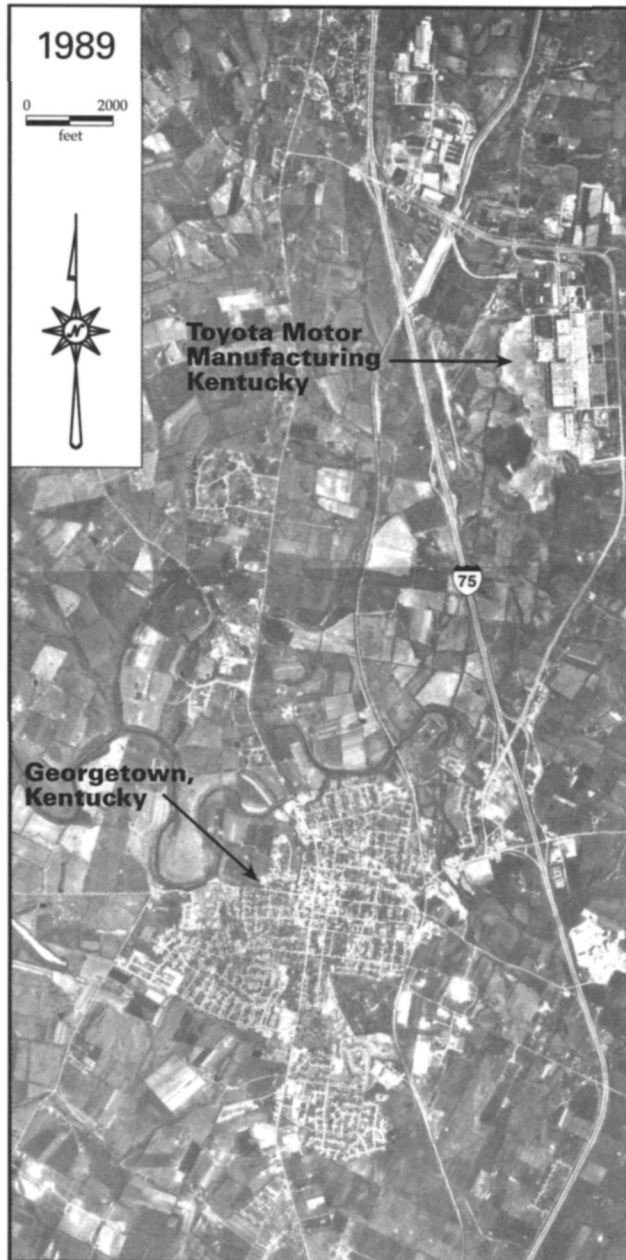 1989
0 2000
feet
N
Toyota Motor
Manufacturing
Kentucky
75
Georgetown,
Kentucky